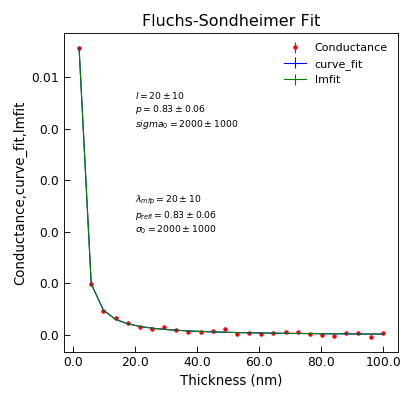 Fluchs-Sondheimer Fit
Conductance
curve_fit
lmfit
l = 20 ± 10
p = 0.83 ± 0.06
sigma₀ = 2000 ± 1000
λₘfₚ = 20 ± 10
p_refl = 0.83 ± 0.06
σ₀ = 2000 ± 1000
Conductance,curve_fit,lmfit
0.01
0.0
0.0
0.0
0.0
0.0
0.0
20.0
40.0
60.0
80.0
100.0
Thickness (nm)